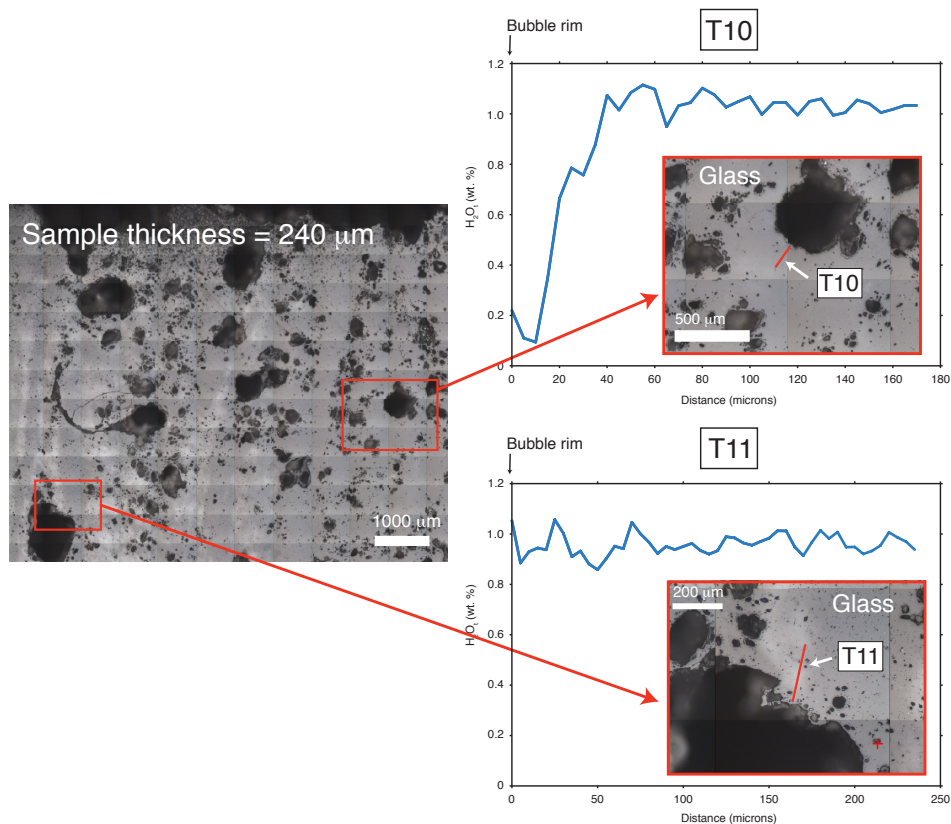 Bubble rim
T10
1.2
1.0
0.8
0.6
0.4
0.2
0
H₂Oₜ (wt. %)
0 20 40 60 80 100 120 140 160 180
Distance (microns)
Glass
T10
500 µm
Sample thickness = 240 µm
1000 µm
Bubble rim
T11
1.2
1.0
0.8
0.6
0.4
0.2
0
H₂Oₜ (wt. %)
0 50 100 150 200 250
Distance (microns)
200 µm
Glass
T11